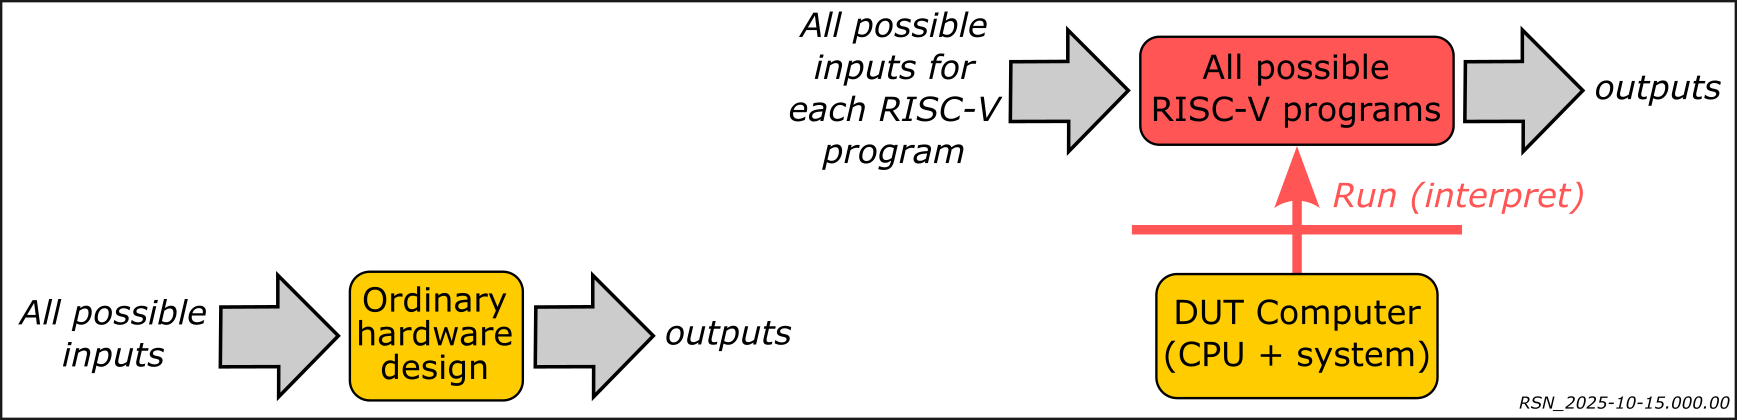 All possible
inputs for
each RISC-V
program
All possible
RISC-V programs
outputs
Run (interpret)
All possible
inputs
Ordinary
hardware
design
outputs
DUT Computer
(CPU + system)
RSN_2025-10-15.000.00